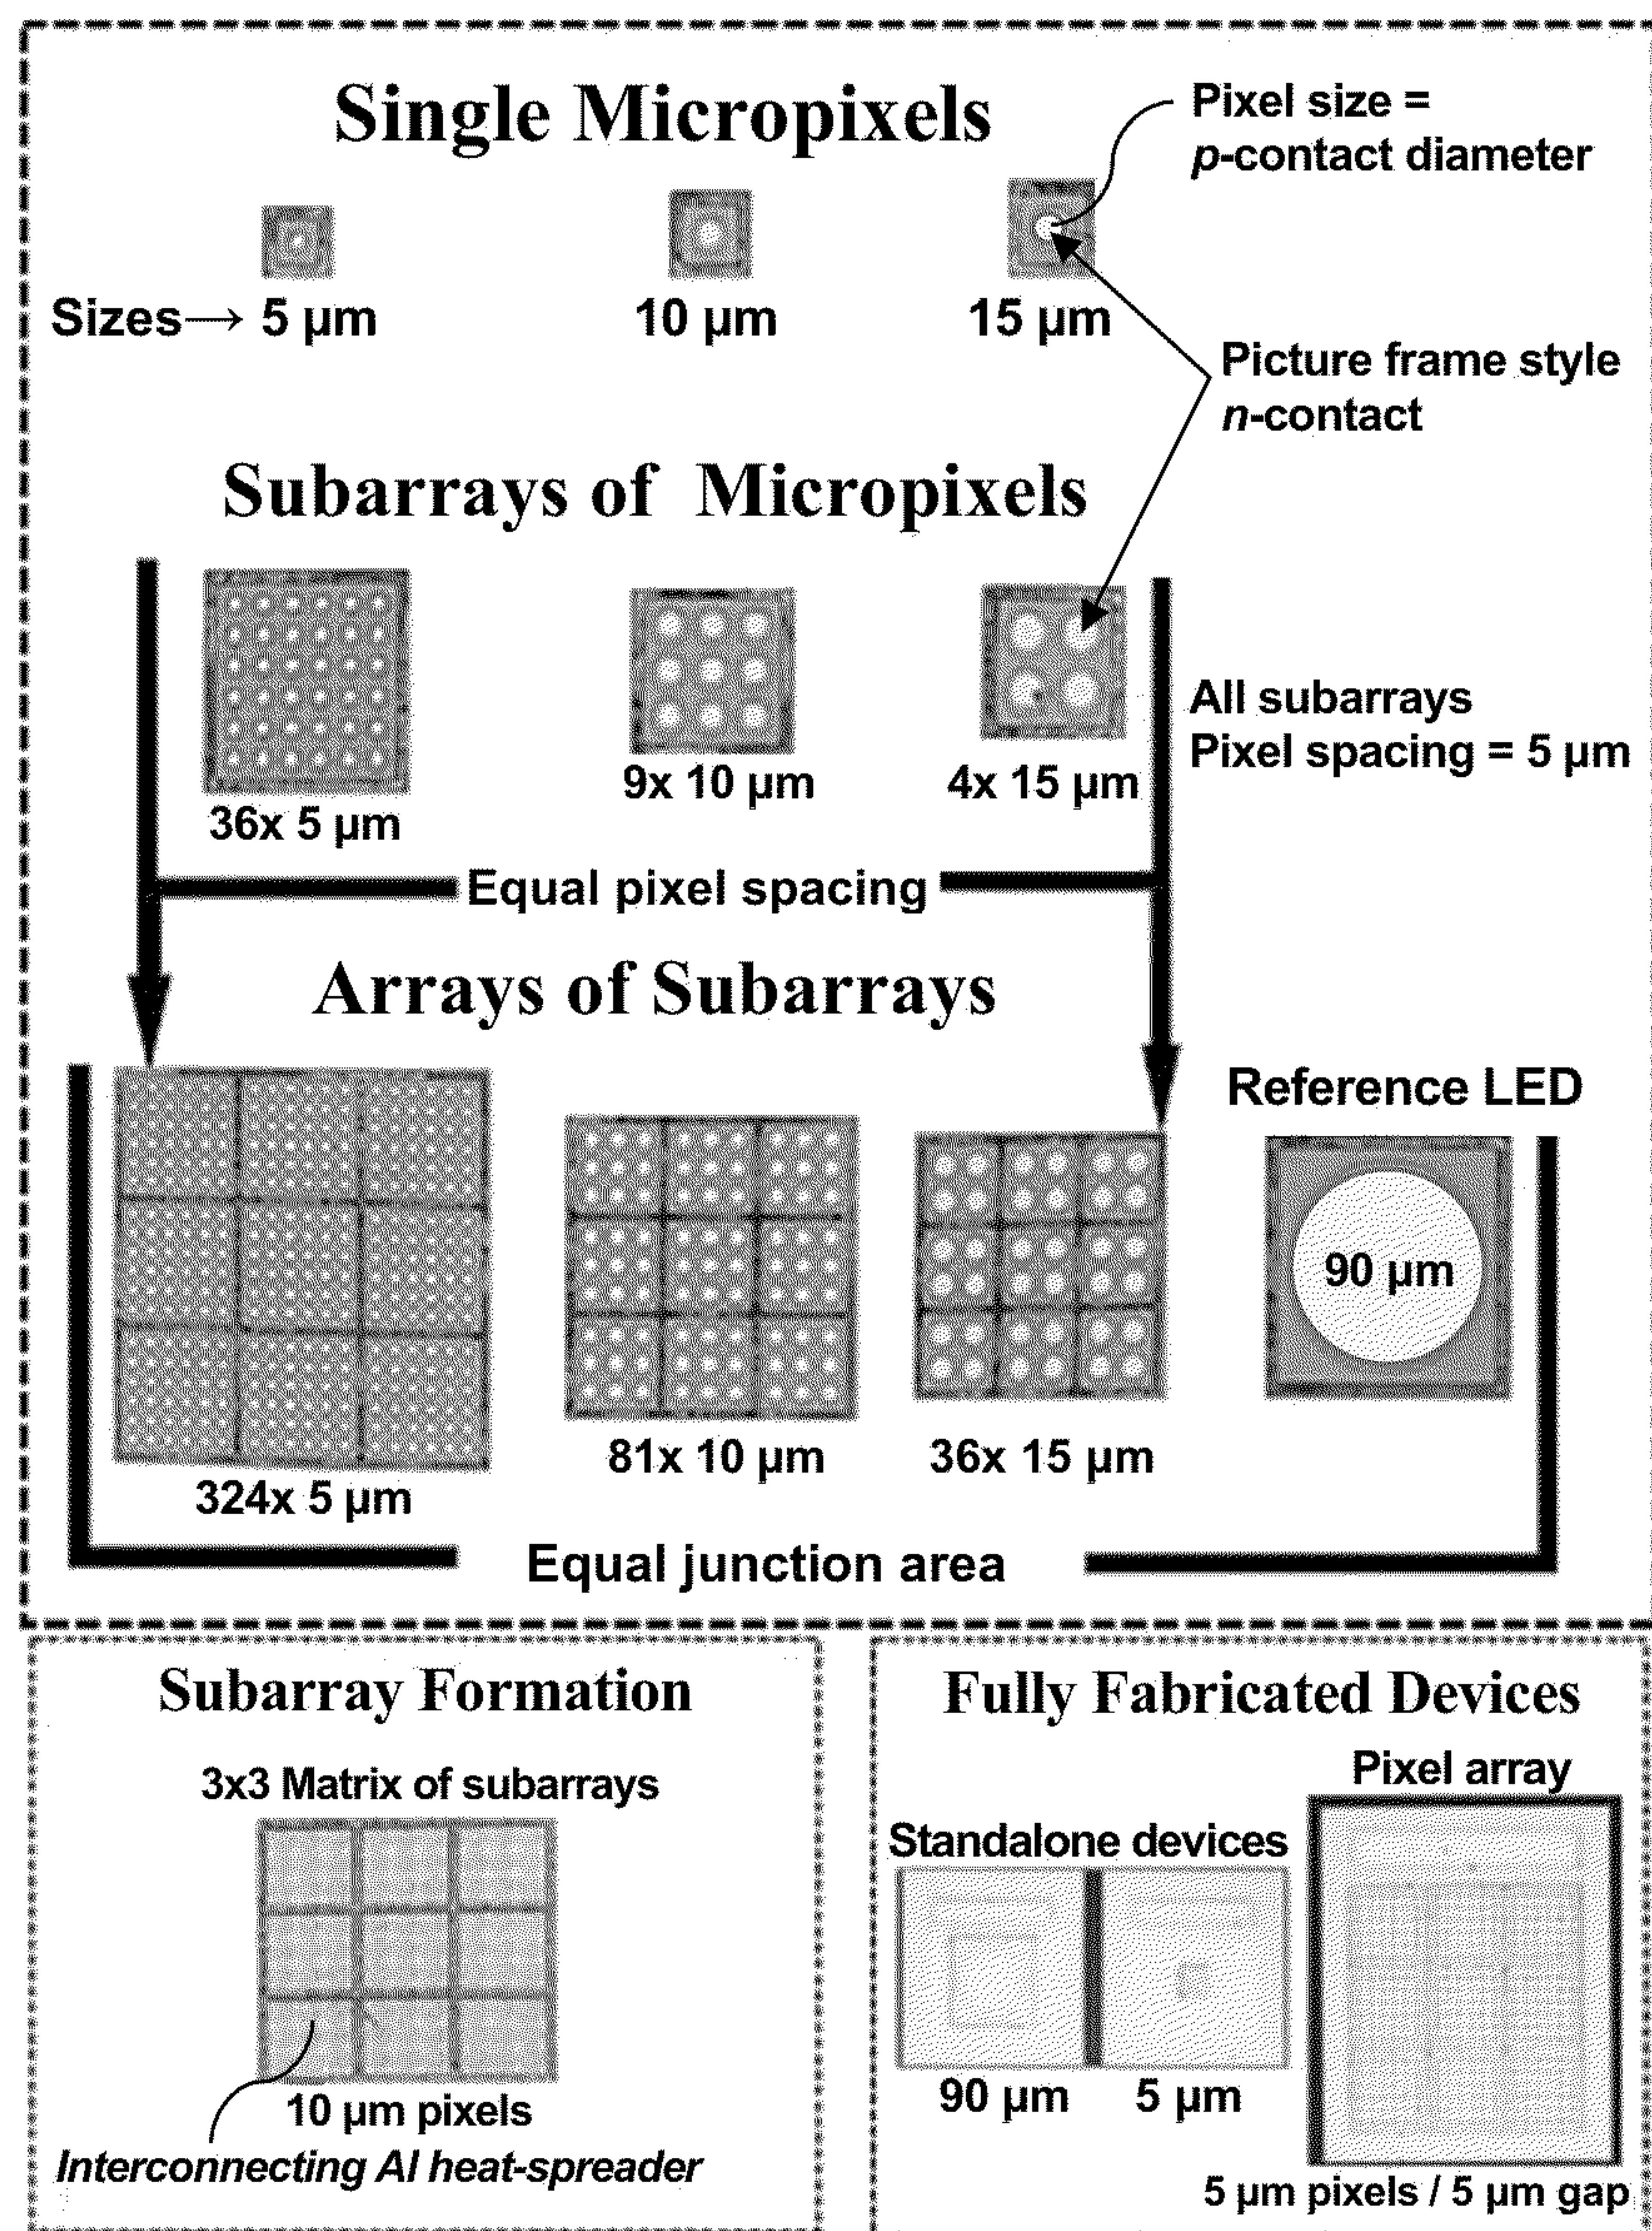 Single Micropixels
Pixel size =
p-contact diameter
Sizes→ 5 µm
10 µm
15 µm
Picture frame style
n-contact
Subarrays of Micropixels
36x 5 µm
9x 10 µm
4x 15 µm
All subarrays
Pixel spacing = 5 µm
Equal pixel spacing
Arrays of Subarrays
Reference LED
90 µm
324x 5 µm
81x 10 µm
36x 15 µm
Equal junction area
Subarray Formation
3x3 Matrix of subarrays
10 µm pixels
Interconnecting Al heat-spreader
Fully Fabricated Devices
Pixel array
Standalone devices
90 µm
5 µm
5 µm pixels / 5 µm gap